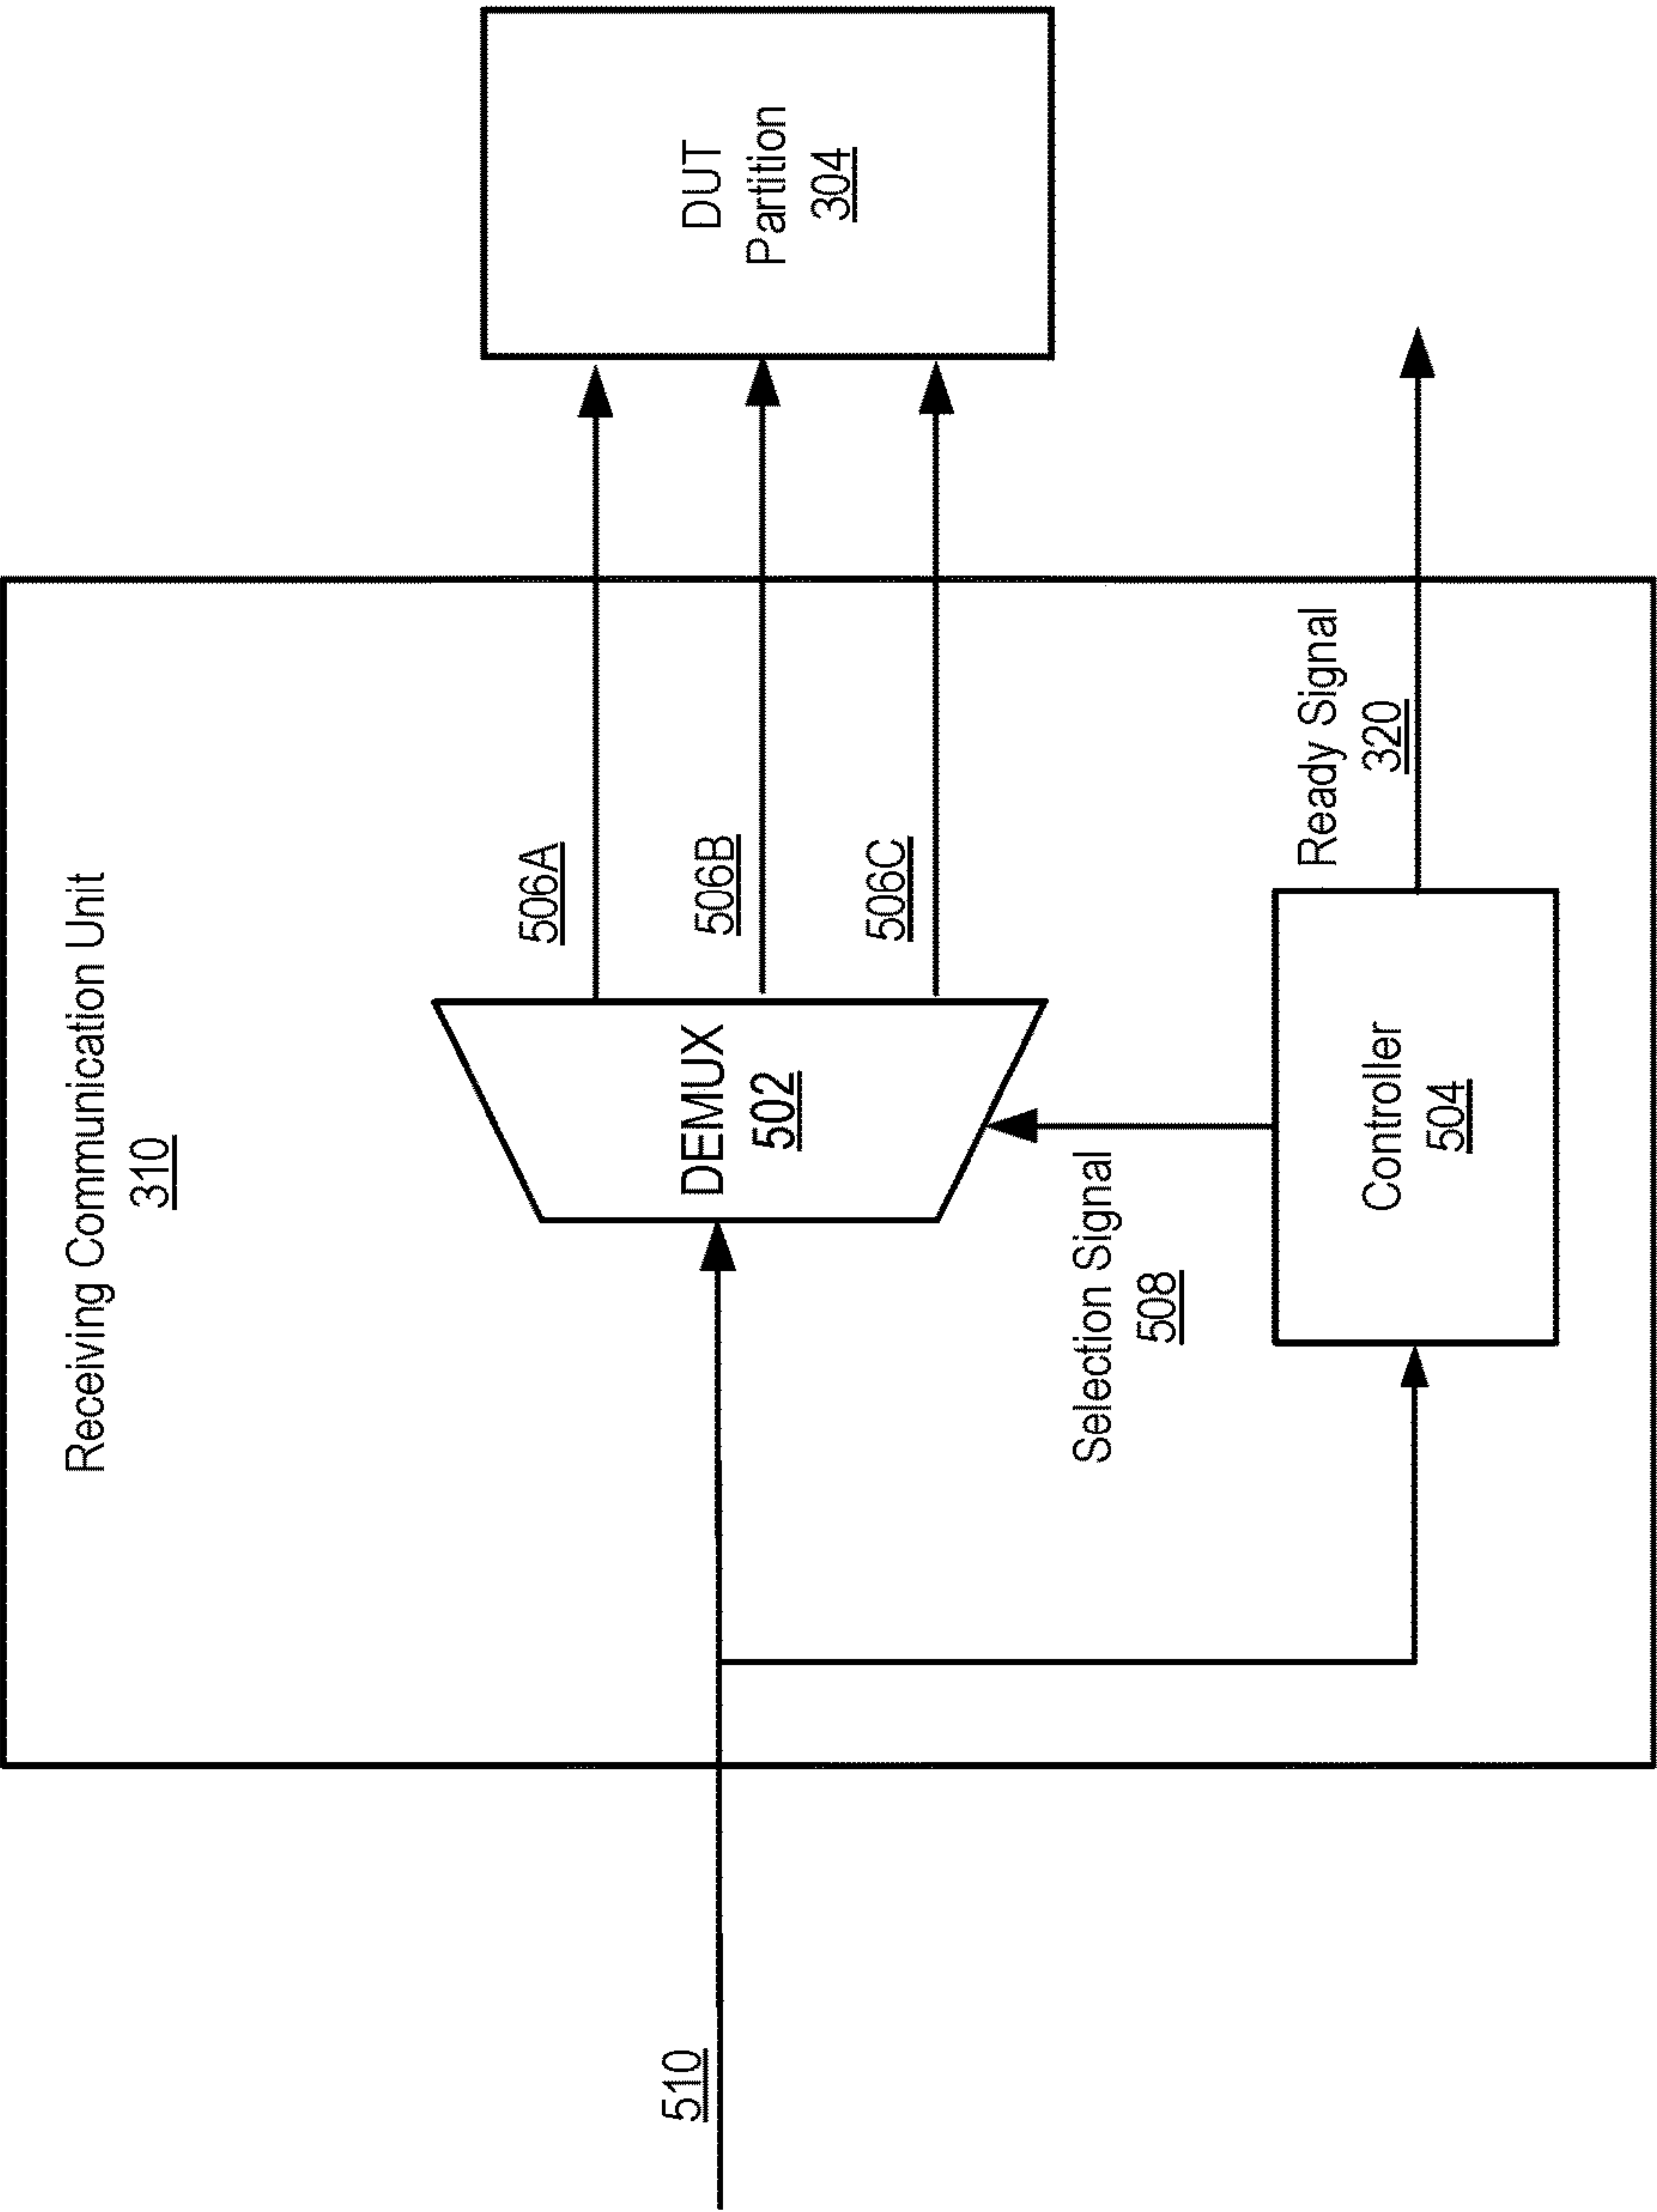 Receiving Communication Unit
310
510
DEMUX
502
506A
506B
506C
DUT
Partition
304
Selection Signal
508
Controller
504
Ready Signal
320